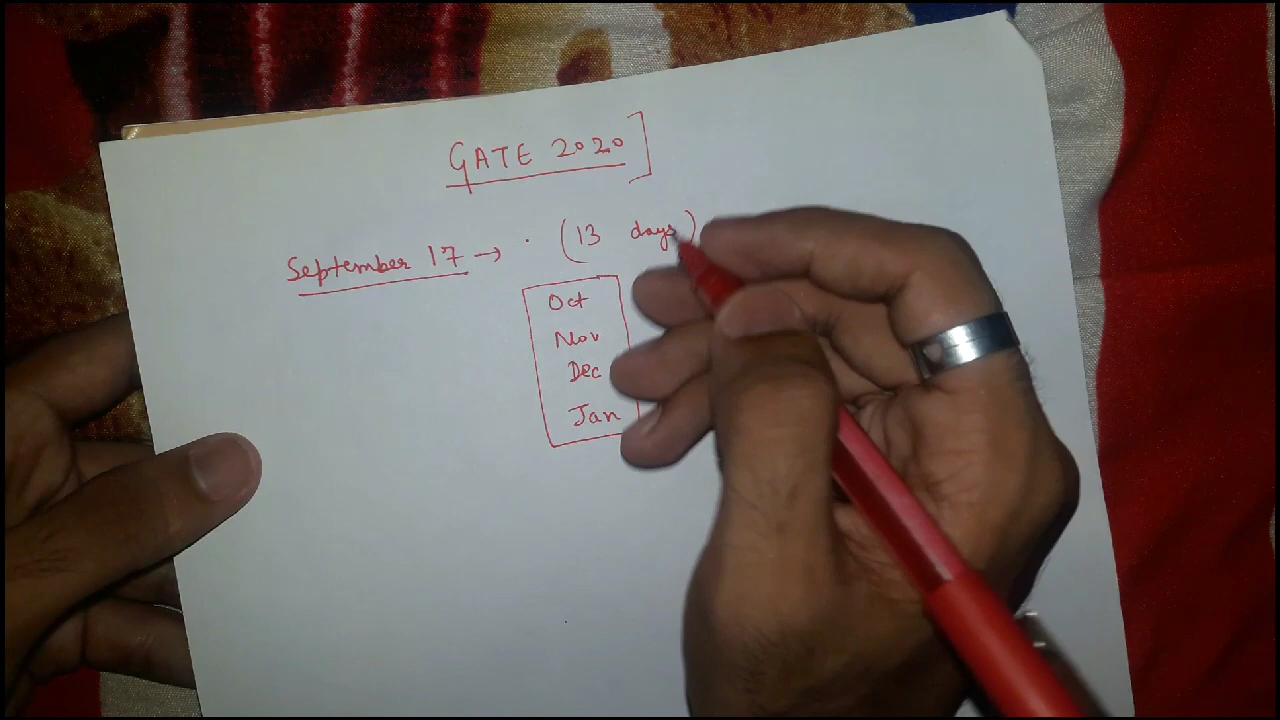 GATE 2020]
September 17 → . (13 days)
Oct
Nov
Dec
Jan